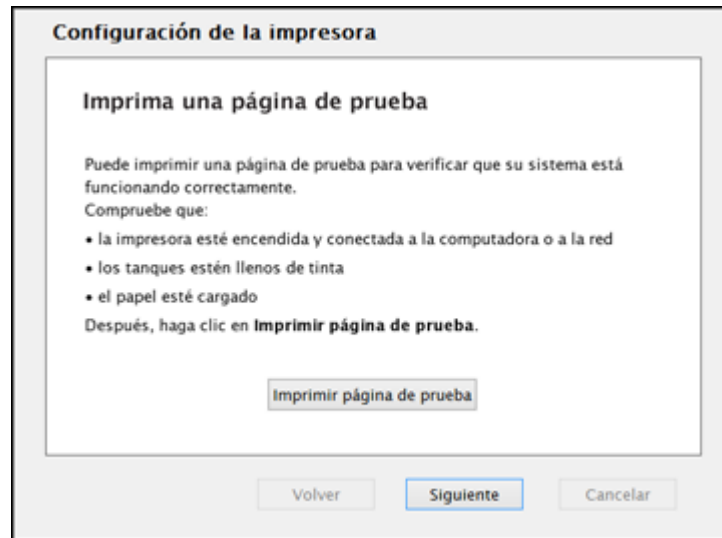 Configuración de la impresora
Imprima una página de prueba
Puede imprimir una página de prueba para verificar que su sistema está
funcionando correctamente.
Compruebe que:
• la impresora esté encendida y conectada a la computadora o a la red
• los tanques estén llenos de tinta
• el papel esté cargado
Después, haga clic en Imprimir página de prueba.
Imprimir página de prueba
Volver Siguiente Cancelar